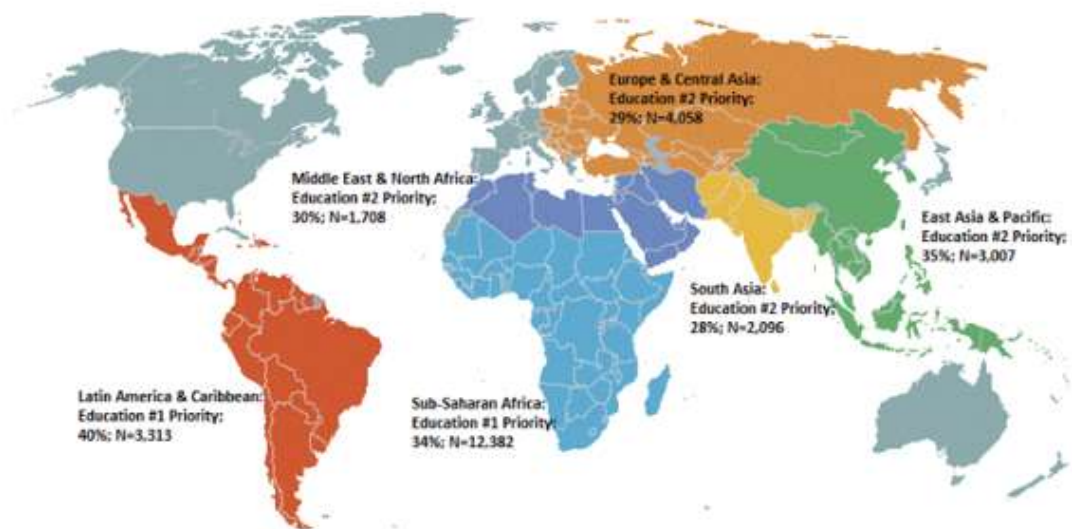 Europe & Central Asia:
Education #2 Priority:
29%; N=4,058
Middle East & North Africa:
Education #2 Priority:
30%; N=1,708
East Asia & Pacific:
Education #2 Priority:
35%; N=3,007
South Asia:
Education #2 Priority:
28%; N=2,096
Latin America & Caribbean:
Education #1 Priority:
40%; N=3,313
Sub-Saharan Africa:
Education #1 Priority:
34%; N=12,382